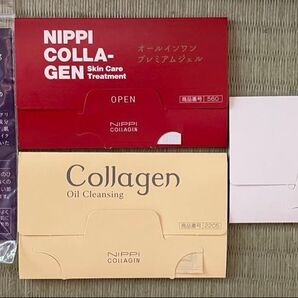 NIPPI
COLLA-
GEN
Skin Care
Treatment
オールインワン
プレミアムジェル
OPEN
商品番号 560
NIPPI
COLLAGEN
Collagen
Oil Cleansing
商品番号 2205
NIPPI
COLLAGEN